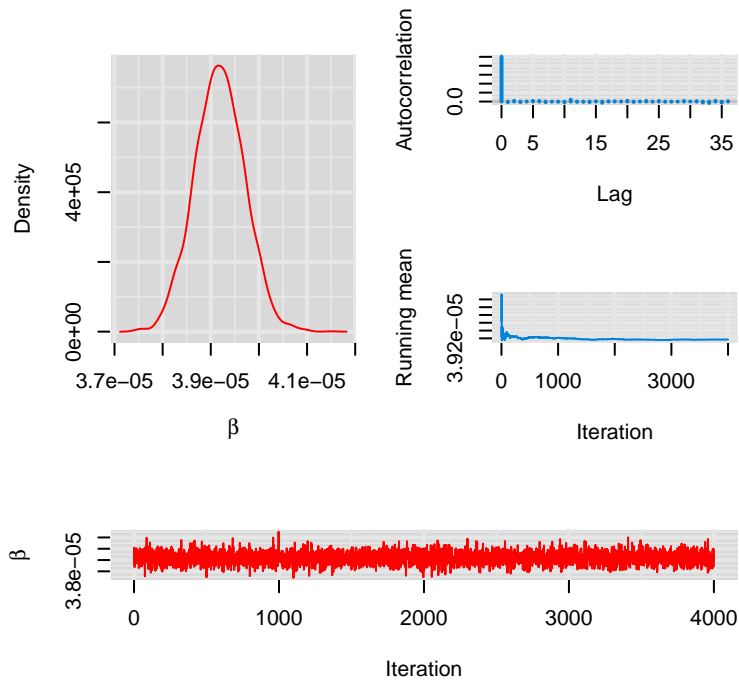 Density
0e+00
4e+05
3.7e−05 3.9e−05 4.1e−05
β
Autocorrelation
0.0
0 5 15 25 35
Lag
Running mean
3.92e−05
0 1000 3000
Iteration
β
3.8e−05
0 1000 2000 3000 4000
Iteration